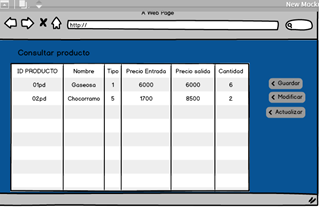 New Mocku
A Web Page
http://
Consultar producto
ID PRODUCTO Nombre Tipo Precio Entrada Precio salida Cantidad
01pd Gaseosa 1 6000 6000 6
02pd Chocorramo 5 1700 8500 2
Guardar
Modificar
Actualizar